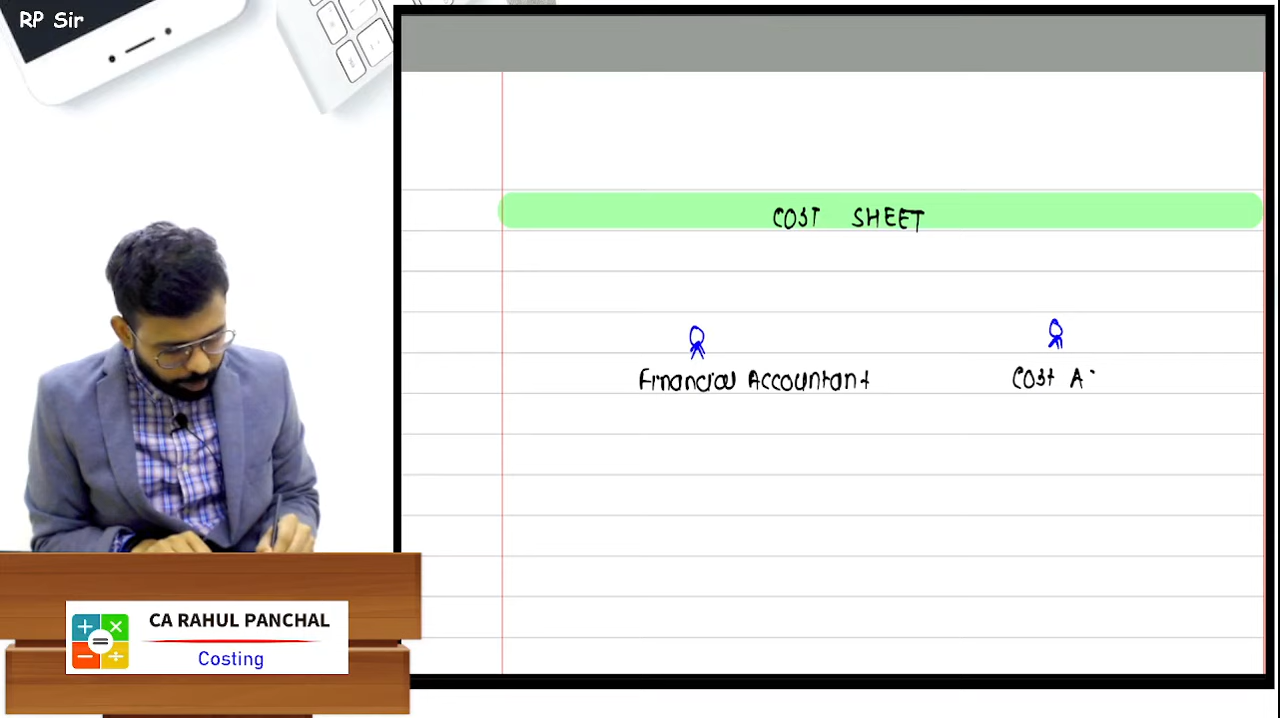 RP Sir
COST SHEET
Financial Accountant
Cost A
CA RAHUL PANCHAL
Costing